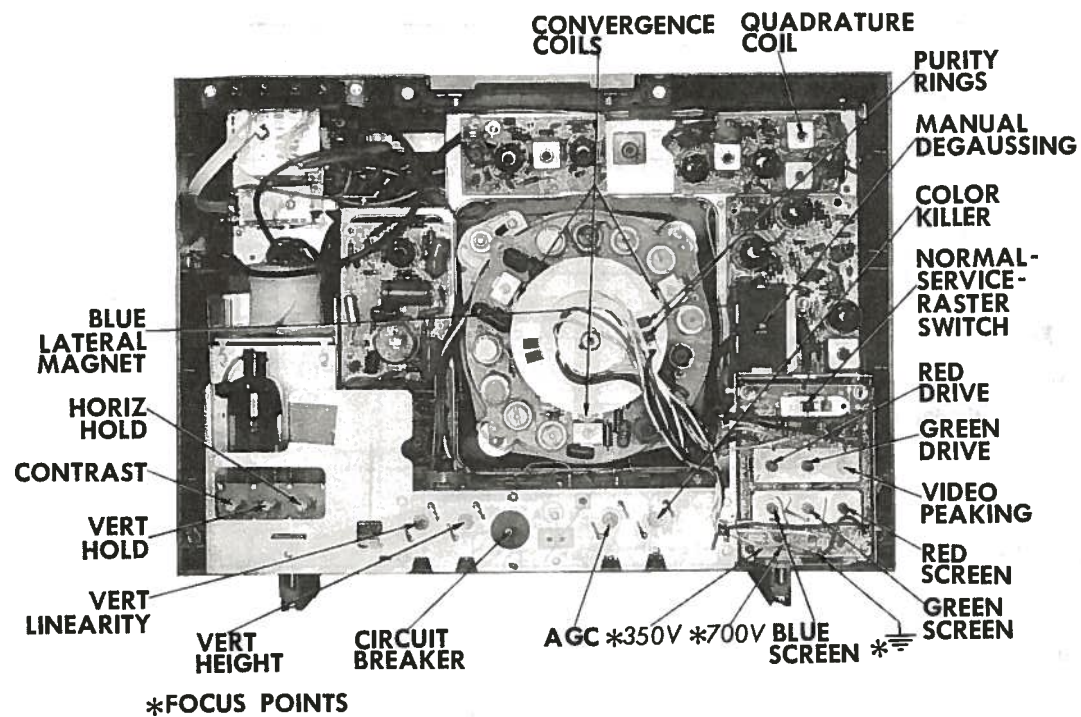 CONVERGENCE
COILS
QUADRATURE
COIL
PURITY
RINGS
MANUAL
DEGAUSSING
COLOR
KILLER
NORMAL-
SERVICE-
RASTER
SWITCH
BLUE
LATERAL
MAGNET
RED
DRIVE
HORIZ
HOLD
GREEN
DRIVE
CONTRAST
VIDEO
PEAKING
VERT
HOLD
RED
SCREEN
VERT
LINEARITY
GREEN
SCREEN
VERT
HEIGHT
CIRCUIT
BREAKER
AGC *350V *700V BLUE
SCREEN *
*FOCUS POINTS